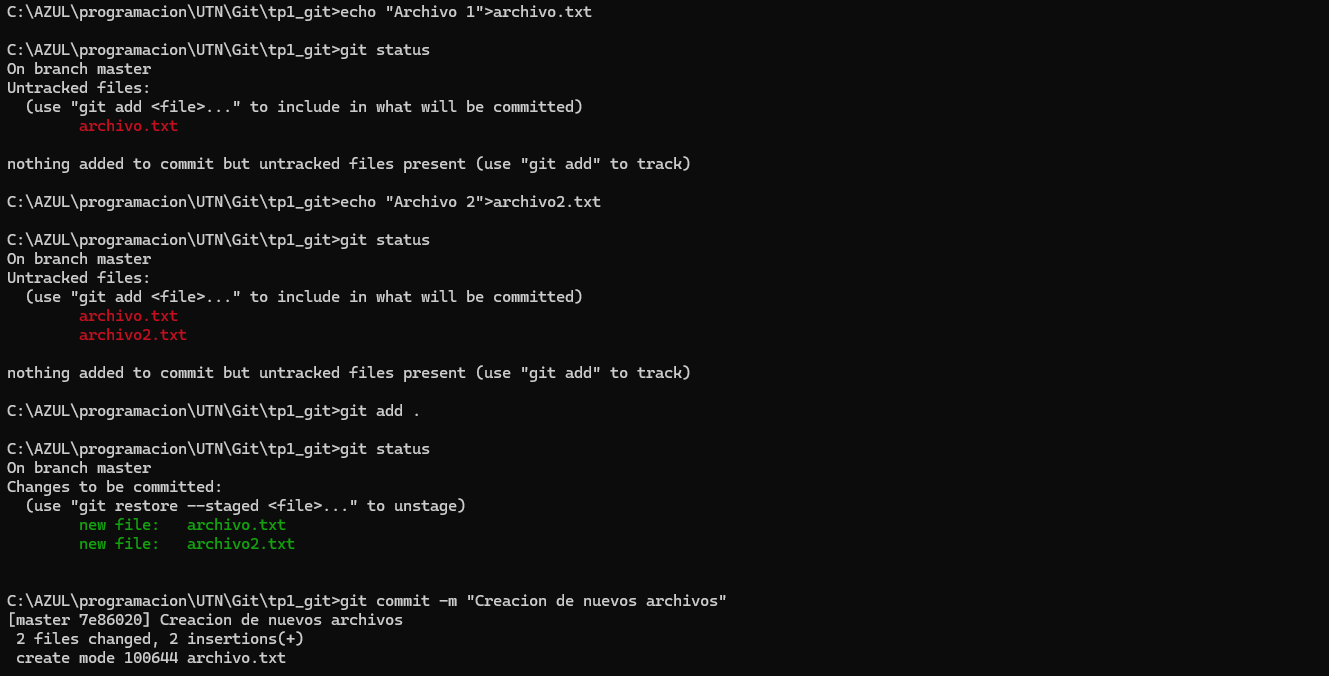 C:\AZUL\programacion\UTN\Git\tp1_git>echo "Archivo 1">archivo.txt
C:\AZUL\programacion\UTN\Git\tp1_git>git status
On branch master
Untracked files:
  (use "git add <file>..." to include in what will be committed)
        archivo.txt
nothing added to commit but untracked files present (use "git add" to track)
C:\AZUL\programacion\UTN\Git\tp1_git>echo "Archivo 2">archivo2.txt
C:\AZUL\programacion\UTN\Git\tp1_git>git status
On branch master
Untracked files:
  (use "git add <file>..." to include in what will be committed)
        archivo.txt
        archivo2.txt
nothing added to commit but untracked files present (use "git add" to track)
C:\AZUL\programacion\UTN\Git\tp1_git>git add .
C:\AZUL\programacion\UTN\Git\tp1_git>git status
On branch master
Changes to be committed:
  (use "git restore --staged <file>..." to unstage)
        new file:   archivo.txt
        new file:   archivo2.txt
C:\AZUL\programacion\UTN\Git\tp1_git>git commit -m "Creacion de nuevos archivos"
[master 7e86020] Creacion de nuevos archivos
 2 files changed, 2 insertions(+)
 create mode 100644 archivo.txt